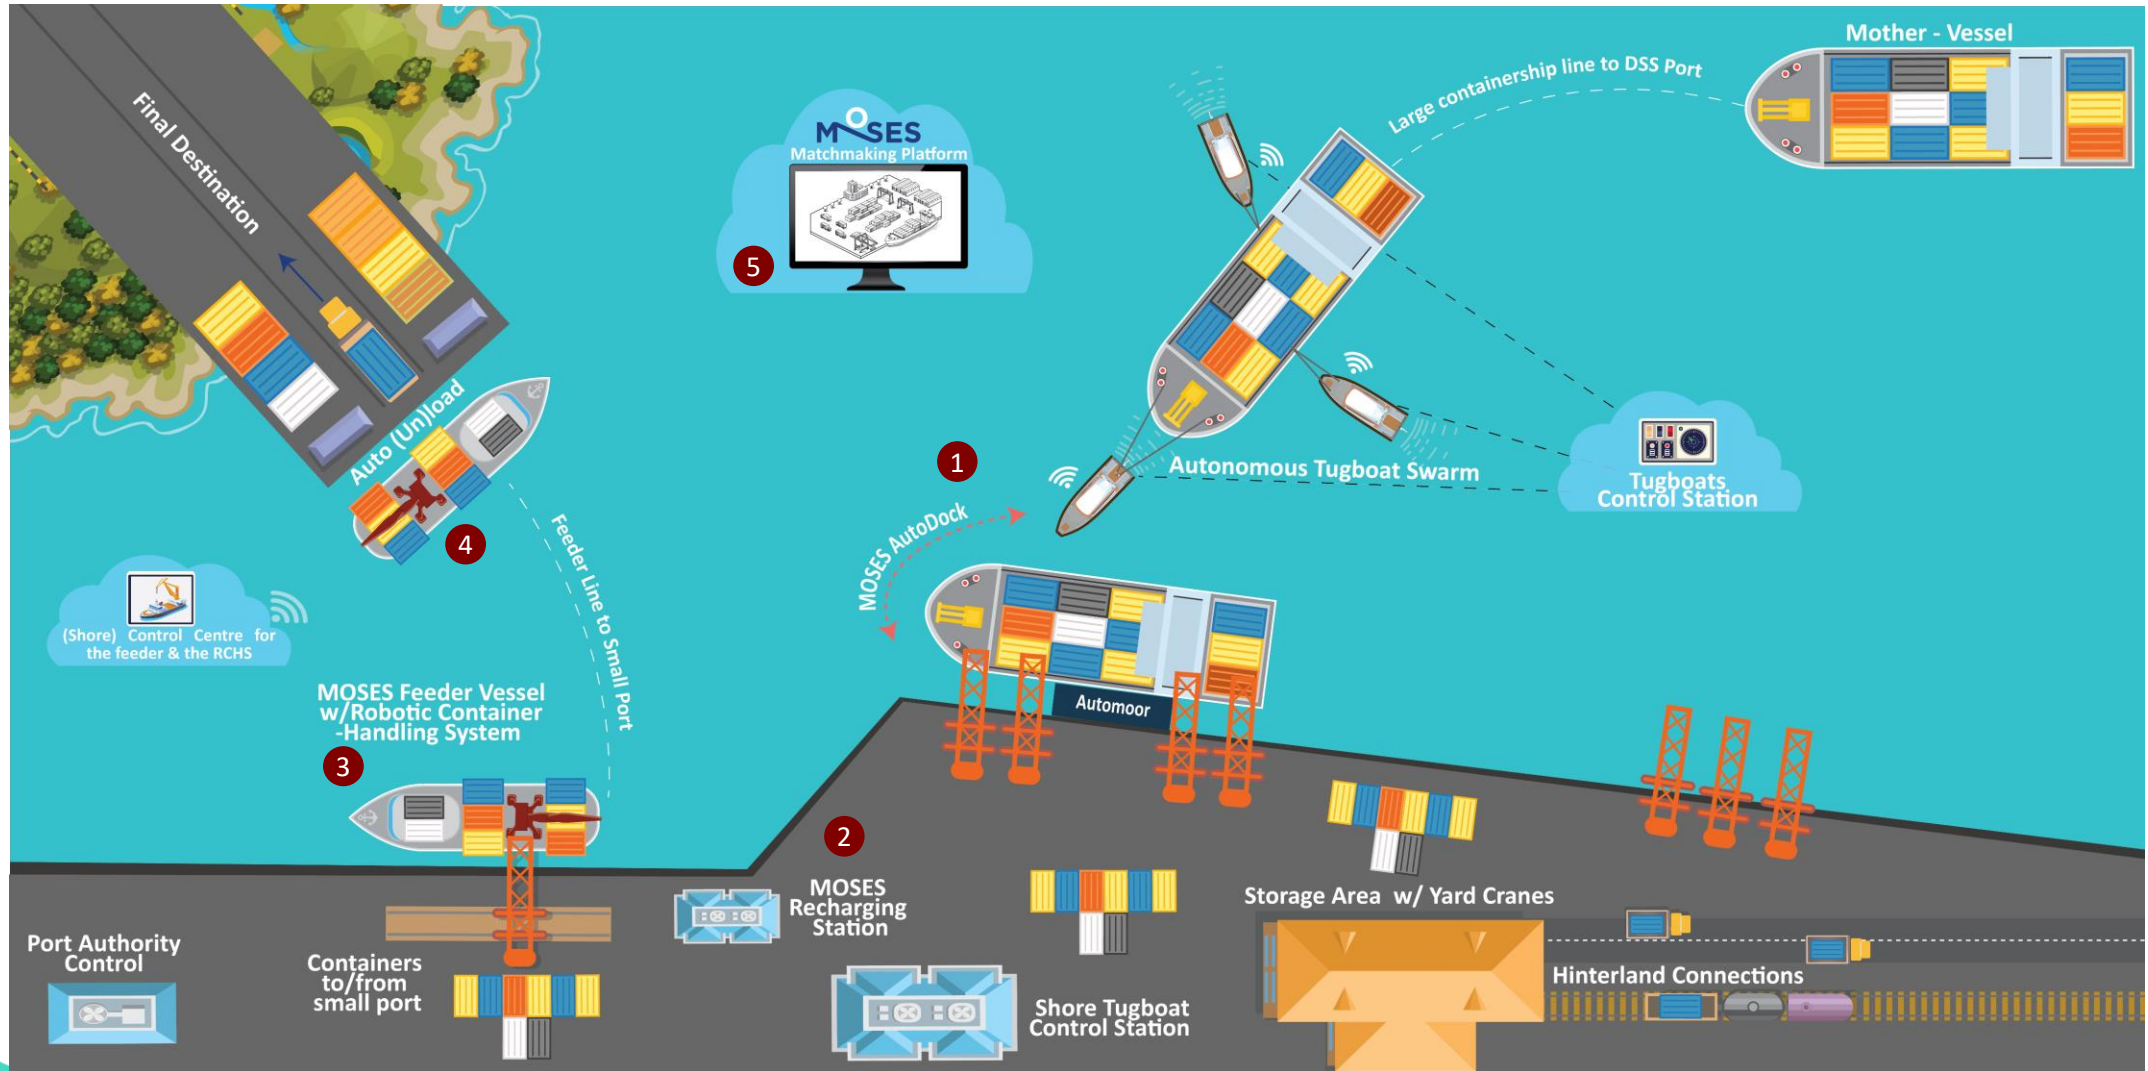 Mother - Vessel
Large containership line to DSS Port
Final Destination
MOSES
Matchmaking Platform
5
Auto (Un)load
4
1
Autonomous Tugboat Swarm
Tugboats
Control Station
MOSES AutoDock
Feeder Line to Small Port
(Shore) Control Centre for
the feeder & the RCHS
MOSES Feeder Vessel
w/Robotic Container
-Handling System
3
Automoor
2
MOSES
Recharging
Station
Storage Area w/ Yard Cranes
Port Authority
Control
Containers
to/from
small port
Hinterland Connections
Shore Tugboat
Control Station